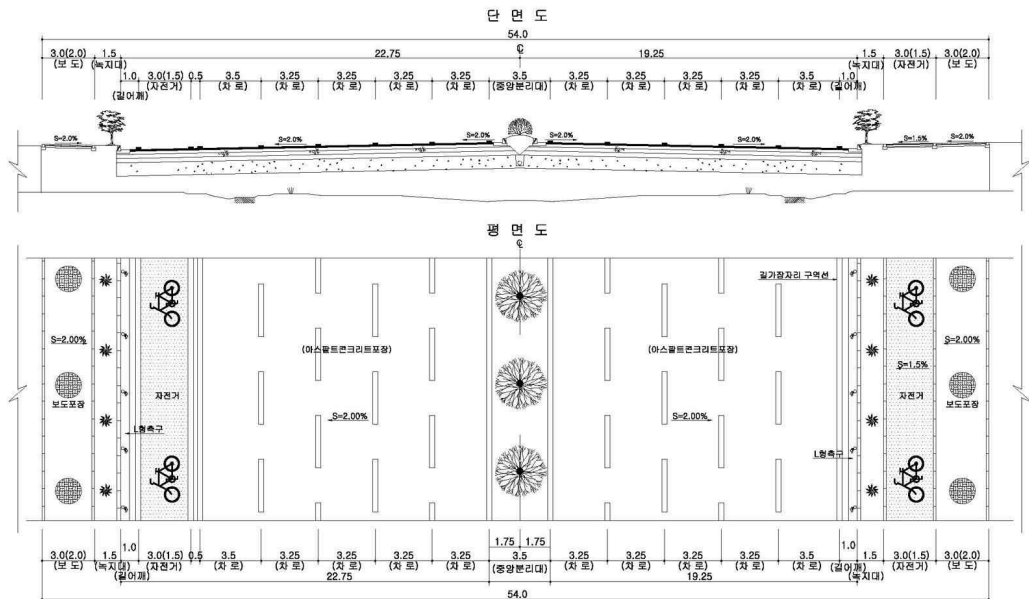 단 면 도
54.0
℄
3.0(2.0) 1.5 22.75 19.25 1.5 3.0(1.5) 3.0(2.0)
(보 도) (녹지대) (녹지대) (자전거) (보 도)
1.0 3.0(1.5) 0.5 3.5 3.25 3.25 3.25 3.25 3.5 3.25 3.25 3.25 3.25 3.5 1.0
(길어깨) (자전거) (차 로) (차 로) (차 로) (차 로) (차 로) (중앙분리대) (차 로) (차 로) (차 로) (차 로) (차 로) (길어깨)
S=2.0% S=2.0% S=2.0% S=2.0% S=2.0% S=1.5% S=2.0%
평 면 도
℄
길가장자리 구역선
S=2.00% (아스팔트콘크리트포장) (아스팔트콘크리트포장) S=2.00%
S=1.5%
보도포장 자전거 자전거 보도포장
S=2.00% S=2.00%
L형측구 L형측구
1.75 1.75
1.0 1.0
3.0(2.0) 1.5 3.0(1.5) 0.5 3.5 3.25 3.25 3.25 3.25 3.5 3.25 3.25 3.25 3.25 3.5 1.5 3.0(1.5) 3.0(2.0)
(보 도) (녹지대) (자전거) (차 로) (차 로) (차 로) (차 로) (차 로) (중앙분리대) (차 로) (차 로) (차 로) (차 로) (차 로) (길어깨) (녹지대) (자전거) (보 도)
(길어깨) 22.75 19.25
54.0